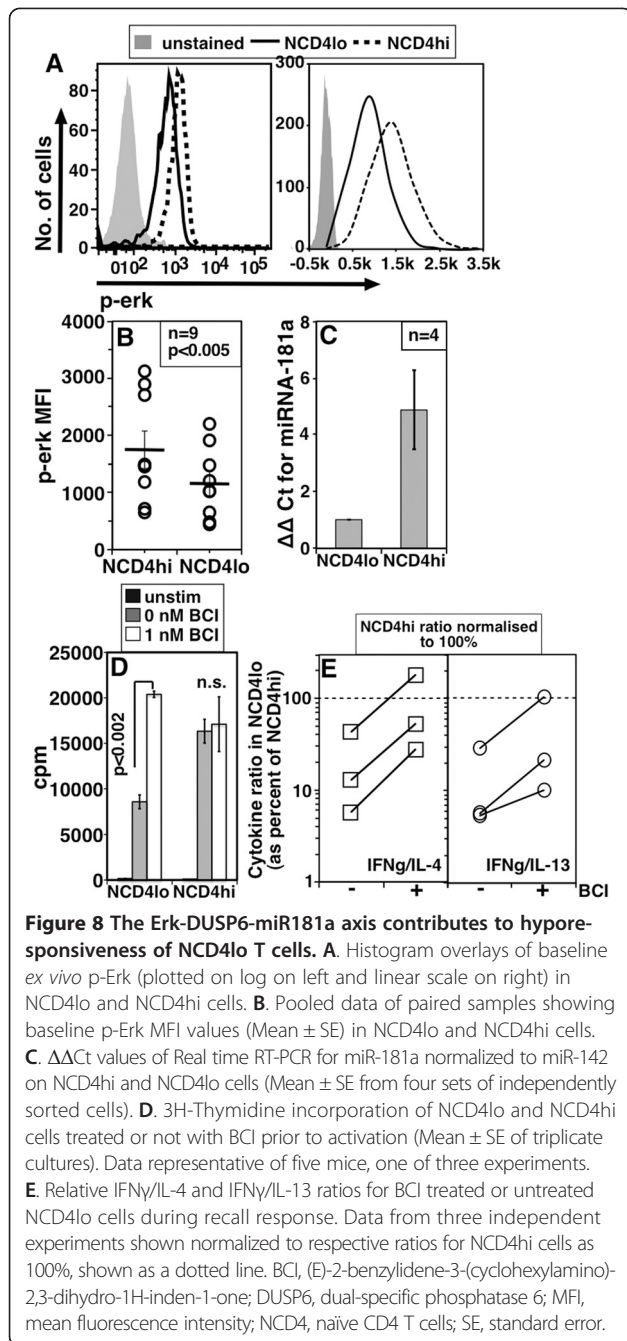 unstained NCD4lo NCD4hi
A
No. of cells
80
60
40
20
0
010² 10³ 10⁴ 10⁵
300
200
100
0
-0.5k 0.5k 1.5k 2.5k 3.5k
p-erk
B
n=9
p<0.005
p-erk MFI
4000
3000
2000
1000
0
NCD4hi NCD4lo
C
n=4
ΔΔ Ct for miRNA-181a
8
6
4
2
0
NCD4lo NCD4hi
unstim
0 nM BCI
1 nM BCI
D
cpm
25000
20000
15000
10000
5000
0
p<0.002
n.s.
NCD4lo NCD4hi
NCD4hi ratio normalised
to 100%
E
Cytokine ratio in NCD4lo
(as percent of NCD4hi)
100
10
1
IFNg/IL-4 IFNg/IL-13
- + - + BCI
Figure 8 The Erk-DUSP6-miR181a axis contributes to hypore-
sponsiveness of NCD4lo T cells. A. Histogram overlays of baseline
ex vivo p-Erk (plotted on log on left and linear scale on right) in
NCD4lo and NCD4hi cells. B. Pooled data of paired samples showing
baseline p-Erk MFI values (Mean ± SE) in NCD4lo and NCD4hi cells.
C. ΔΔCt values of Real time RT-PCR for miR-181a normalized to miR-142
on NCD4hi and NCD4lo cells (Mean ± SE from four sets of independently
sorted cells). D. 3H-Thymidine incorporation of NCD4lo and NCD4hi
cells treated or not with BCI prior to activation (Mean ± SE of triplicate
cultures). Data representative of five mice, one of three experiments.
E. Relative IFNγ/IL-4 and IFNγ/IL-13 ratios for BCI treated or untreated
NCD4lo cells during recall response. Data from three independent
experiments shown normalized to respective ratios for NCD4hi cells as
100%, shown as a dotted line. BCI, (E)-2-benzylidene-3-(cyclohexylamino)-
2,3-dihydro-1H-inden-1-one; DUSP6, dual-specific phosphatase 6; MFI,
mean fluorescence intensity; NCD4, naïve CD4 T cells; SE, standard error.